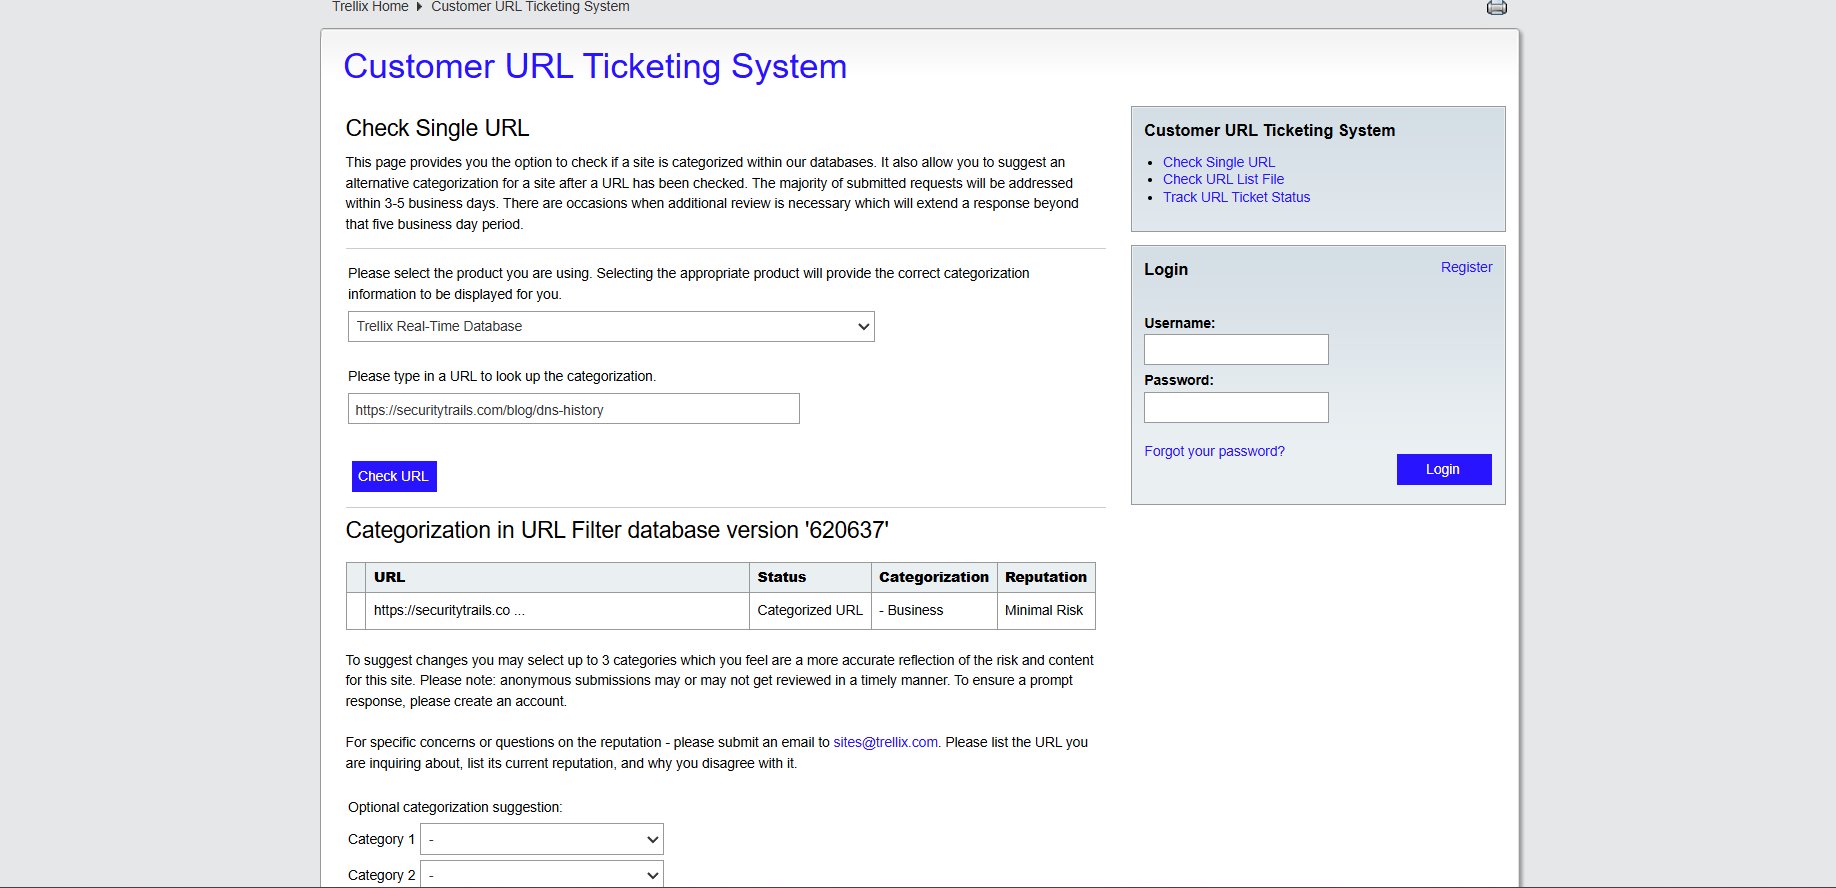 Trellix Home Customer URL Ticketing System
Customer URL Ticketing System
Check Single URL
This page provides you the option to check if a site is categorized within our databases. It also allow you to suggest an
alternative categorization for a site after a URL has been checked. The majority of submitted requests will be addressed
within 3-5 business days. There are occasions when additional review is necessary which will extend a response beyond
that five business day period.
Please select the product you are using. Selecting the appropriate product will provide the correct categorization
information to be displayed for you.
Trellix Real-Time Database
Please type in a URL to look up the categorization.
https://securitytrails.com/blog/dns-history
Check URL
Categorization in URL Filter database version '620637'
URL Status Categorization Reputation
https://securitytrails.co ... Categorized URL - Business Minimal Risk
To suggest changes you may select up to 3 categories which you feel are a more accurate reflection of the risk and content
for this site. Please note: anonymous submissions may or may not get reviewed in a timely manner. To ensure a prompt
response, please create an account.
For specific concerns or questions on the reputation - please submit an email to sites@trellix.com. Please list the URL you
are inquiring about, list its current reputation, and why you disagree with it.
Optional categorization suggestion:
Category 1 -
Category 2 -
Customer URL Ticketing System
• Check Single URL
• Check URL List File
• Track URL Ticket Status
Login Register
Username:
Password:
Forgot your password?
Login